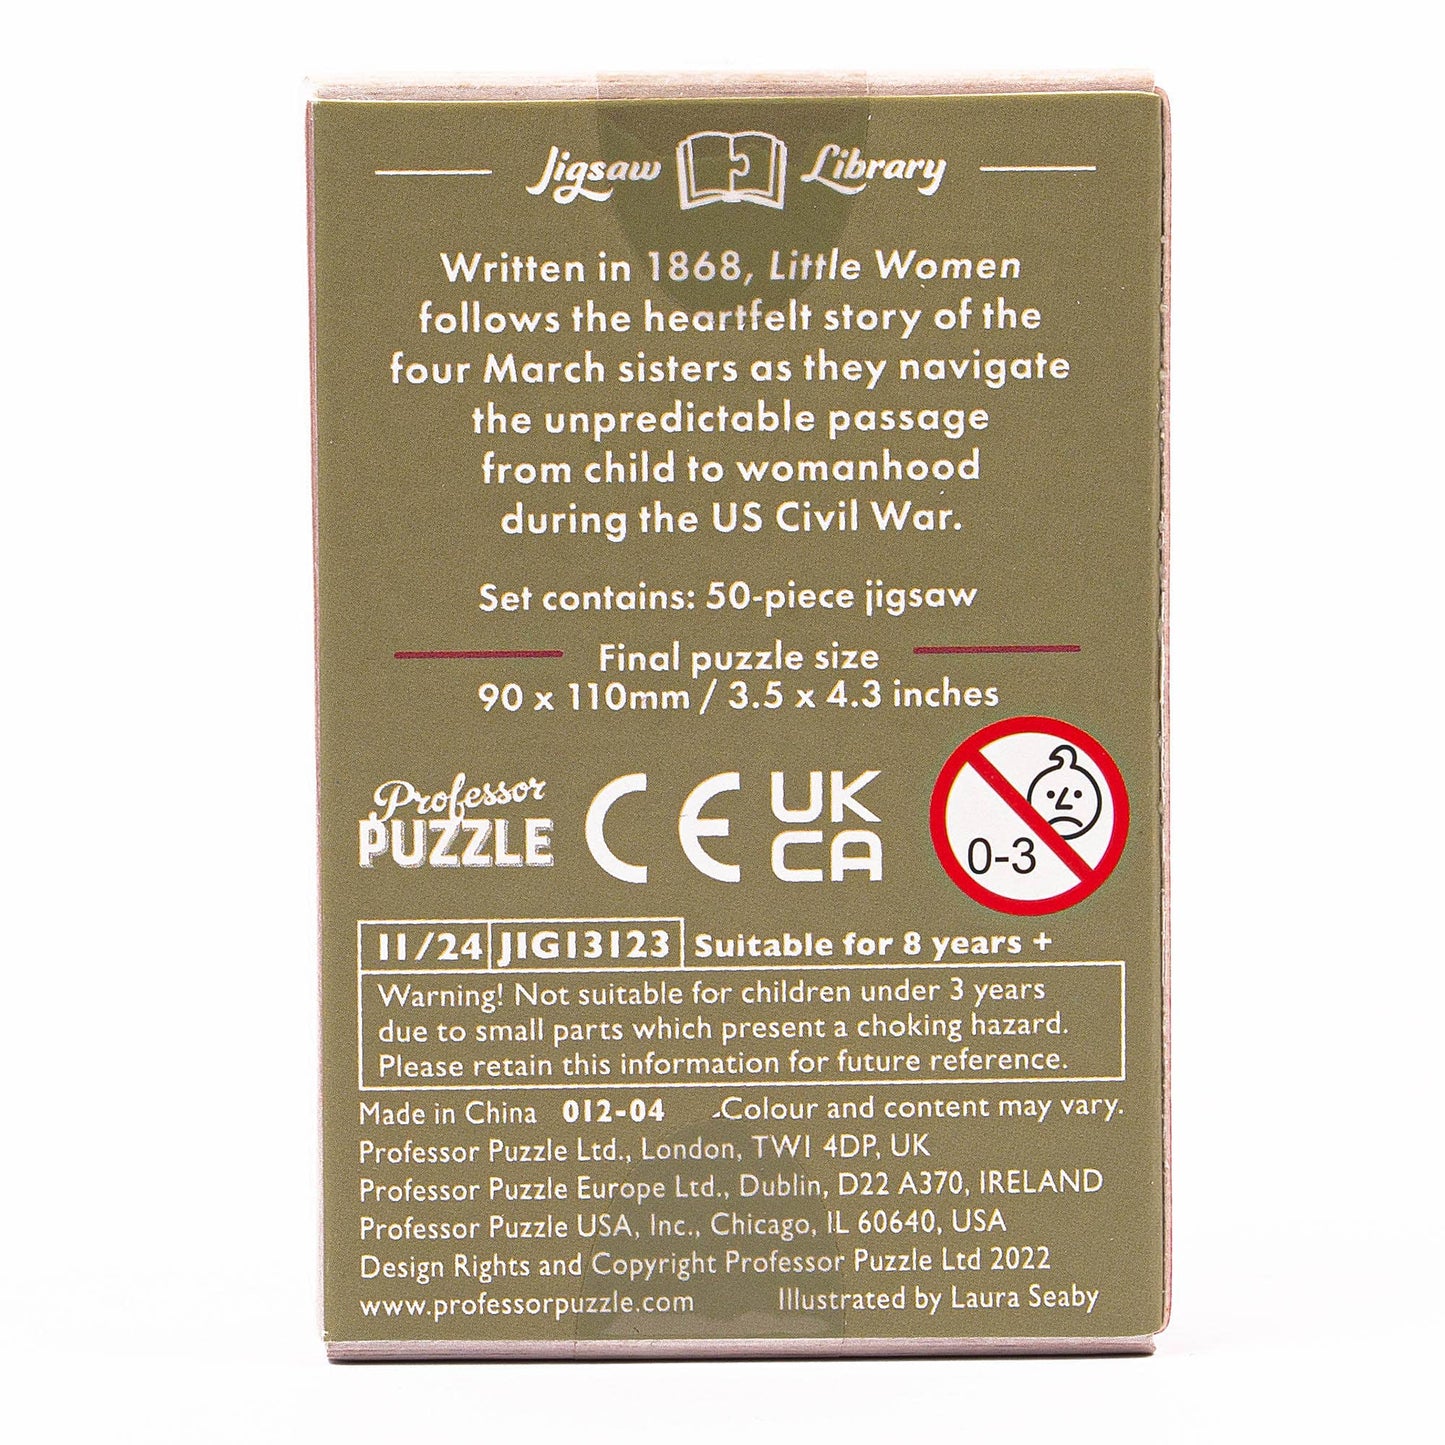 Jigsaw Library
Written in 1868, Little Women
follows the heartfelt story of the
four March sisters as they navigate
the unpredictable passage
from child to womanhood
during the US Civil War.
Set contains: 50-piece jigsaw
Final puzzle size
90 x 110mm / 3.5 x 4.3 inches
Professor
PUZZLE
CE
UK
CA
0-3
11/24 JIG13123 Suitable for 8 years +
Warning! Not suitable for children under 3 years
due to small parts which present a choking hazard.
Please retain this information for future reference.
Made in China 012-04 Colour and content may vary.
Professor Puzzle Ltd., London, TW1 4DP, UK
Professor Puzzle Europe Ltd., Dublin, D22 A370, IRELAND
Professor Puzzle USA, Inc., Chicago, IL 60640, USA
Design Rights and Copyright Professor Puzzle Ltd 2022
www.professorpuzzle.com Illustrated by Laura Seaby